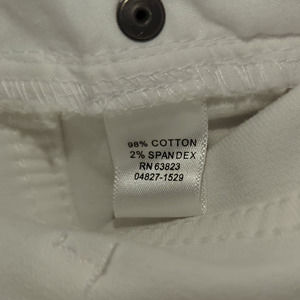 98% COTTON
2% SPANDEX
RN 63823
04827-1529